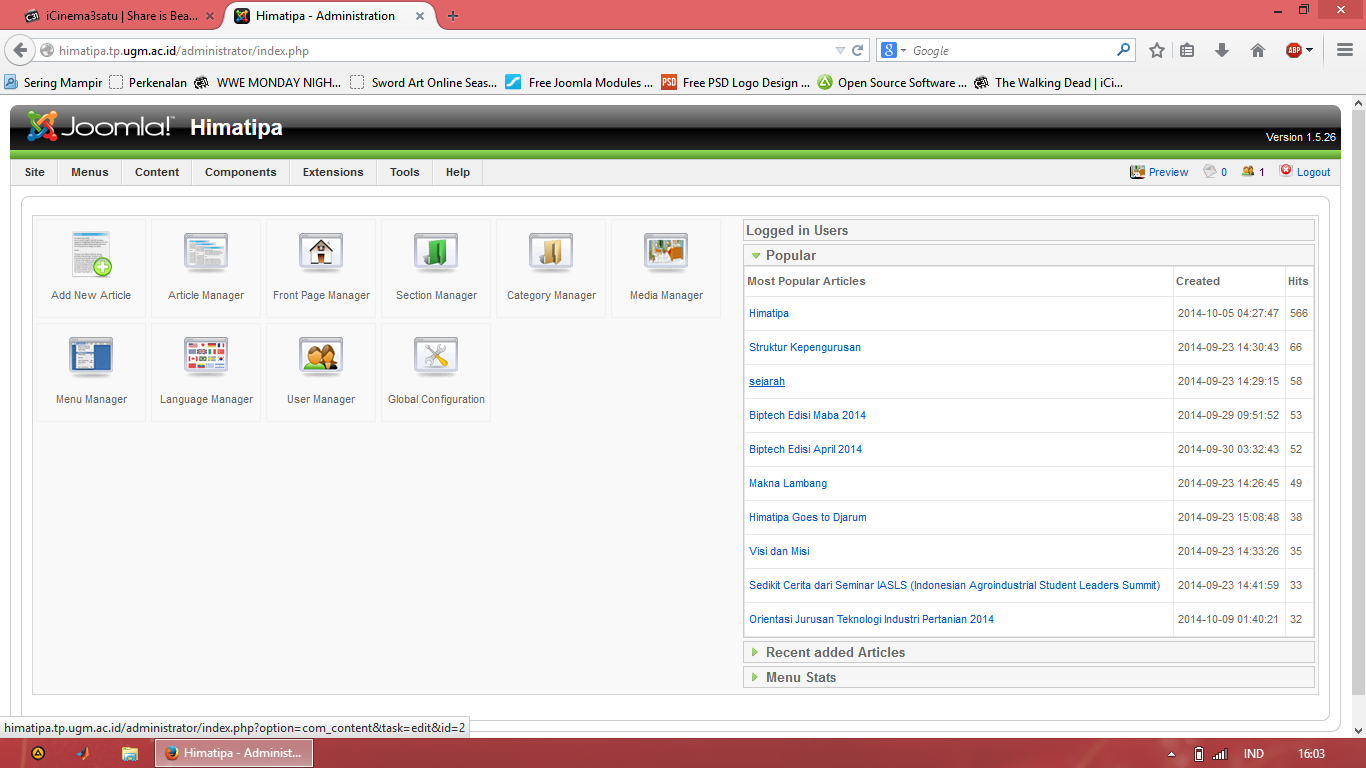 iCinema3satu | Share is Bea...
Himatipa - Administration
himatipa.tp.ugm.ac.id/administrator/index.php
Google
ABP
Sering Mampir
Perkenalan
WWE MONDAY NIGH...
Sword Art Online Seas...
Free Joomla Modules ...
PSD
Free PSD Logo Design ...
Open Source Software ...
The Walking Dead | iCi...
Joomla!™ Himatipa
Version 1.5.26
Site Menus Content Components Extensions Tools Help
Preview 0 1 Logout
Add New Article
Article Manager
Front Page Manager
Section Manager
Category Manager
Media Manager
Menu Manager
Language Manager
User Manager
Global Configuration
Logged in Users
Popular
Most Popular Articles Created Hits
Himatipa 2014-10-05 04:27:47 566
Struktur Kepengurusan 2014-09-23 14:30:43 66
sejarah 2014-09-23 14:29:15 58
Biptech Edisi Maba 2014 2014-09-29 09:51:52 53
Biptech Edisi April 2014 2014-09-30 03:32:43 52
Makna Lambang 2014-09-23 14:26:45 49
Himatipa Goes to Djarum 2014-09-23 15:08:48 38
Visi dan Misi 2014-09-23 14:33:26 35
Sedikit Cerita dari Seminar IASLS (Indonesian Agroindustrial Student Leaders Summit) 2014-09-23 14:41:59 33
Orientasi Jurusan Teknologi Industri Pertanian 2014 2014-10-09 01:40:21 32
Recent added Articles
Menu Stats
himatipa.tp.ugm.ac.id/administrator/index.php?option=com_content&task=edit&id=2
Himatipa - Administ...
IND
16:03